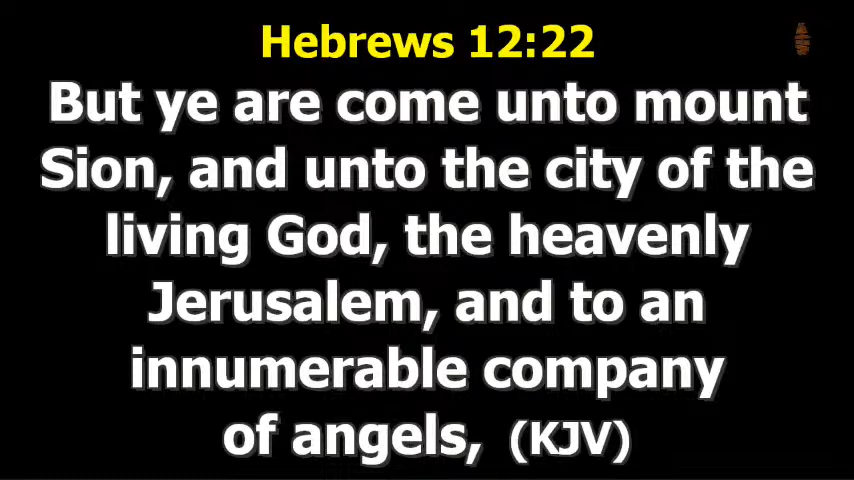 Hebrews 12:22
But ye are come unto mount
Sion, and unto the city of the
living God, the heavenly
Jerusalem, and to an
innumerable company
of angels, (KJV)